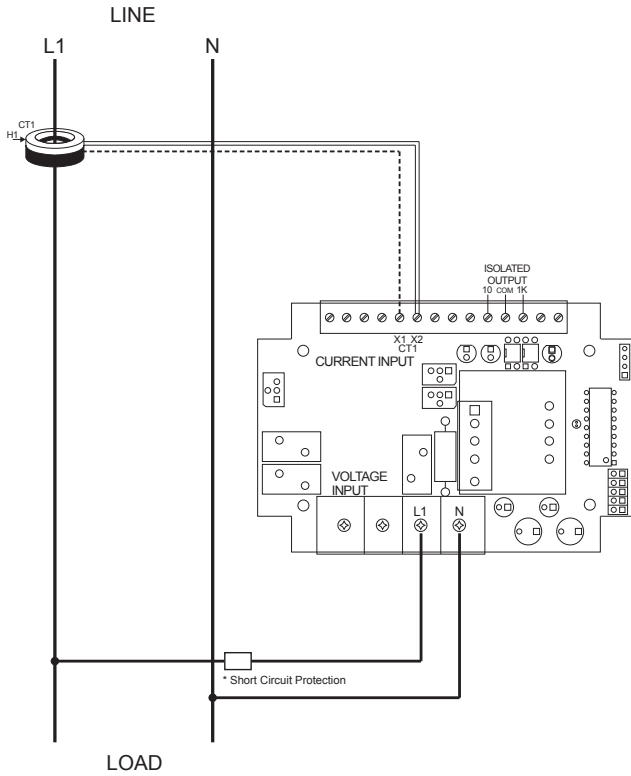 LINE
L1 N
CT1
H1
ISOLATED
OUTPUT
10 COM 1K
X1 X2
CT1
CURRENT INPUT
VOLTAGE
INPUT
L1 N
* Short Circuit Protection
LOAD